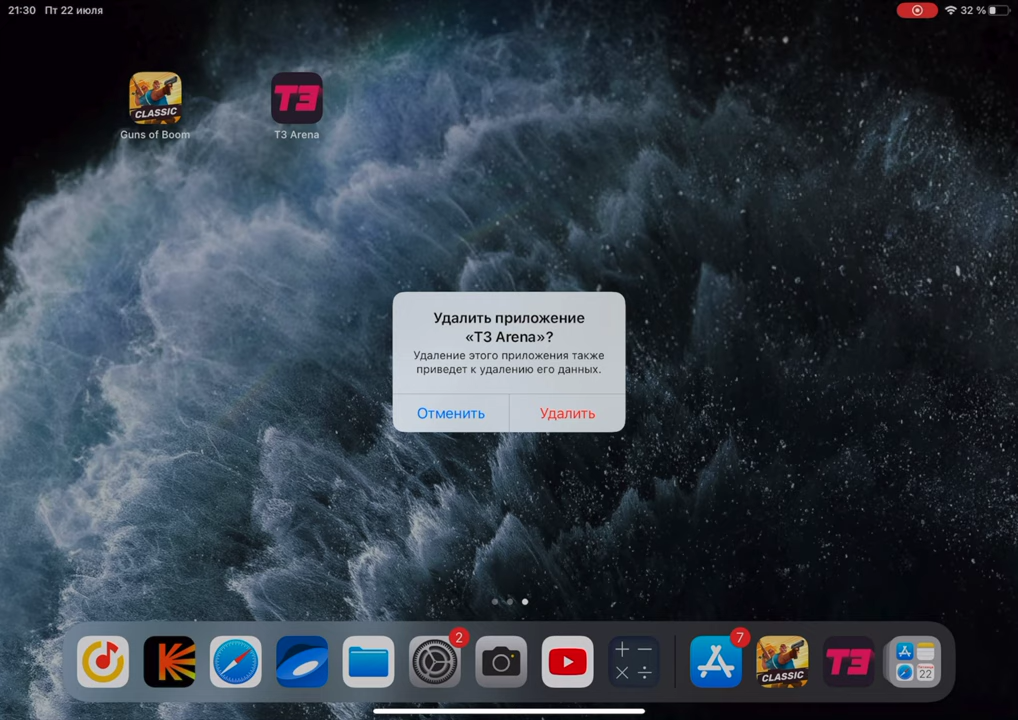 21:30 Пт 22 июля
32 %
CLASSIC
T3
Guns of Boom
T3 Arena
Удалить приложение
«T3 Arena»?
Удаление этого приложения также
приведет к удалению его данных.
Отменить
Удалить
2
7
CLASSIC
T3
22